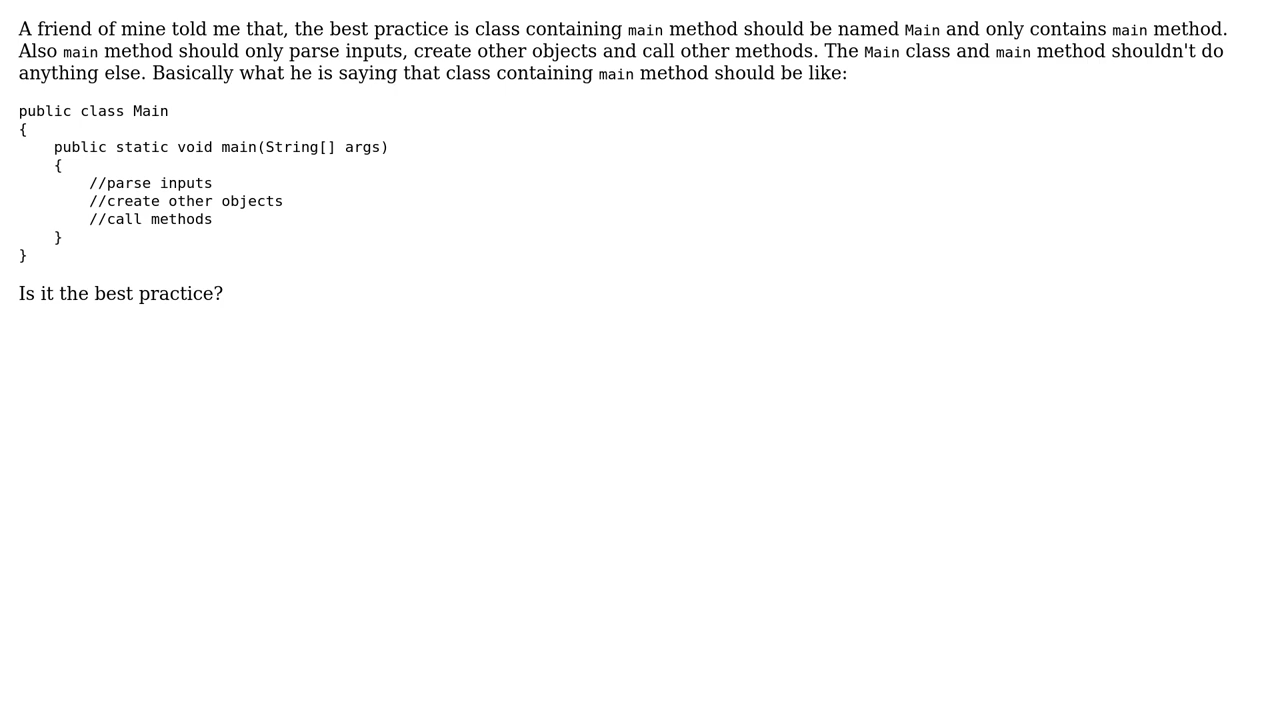 A friend of mine told me that, the best practice is class containing main method should be named Main and only contains main method.
Also main method should only parse inputs, create other objects and call other methods. The Main class and main method shouldn't do
anything else. Basically what he is saying that class containing main method should be like:
public class Main
{
    public static void main(String[] args)
    {
        //parse inputs
        //create other objects
        //call methods
    }
}
Is it the best practice?